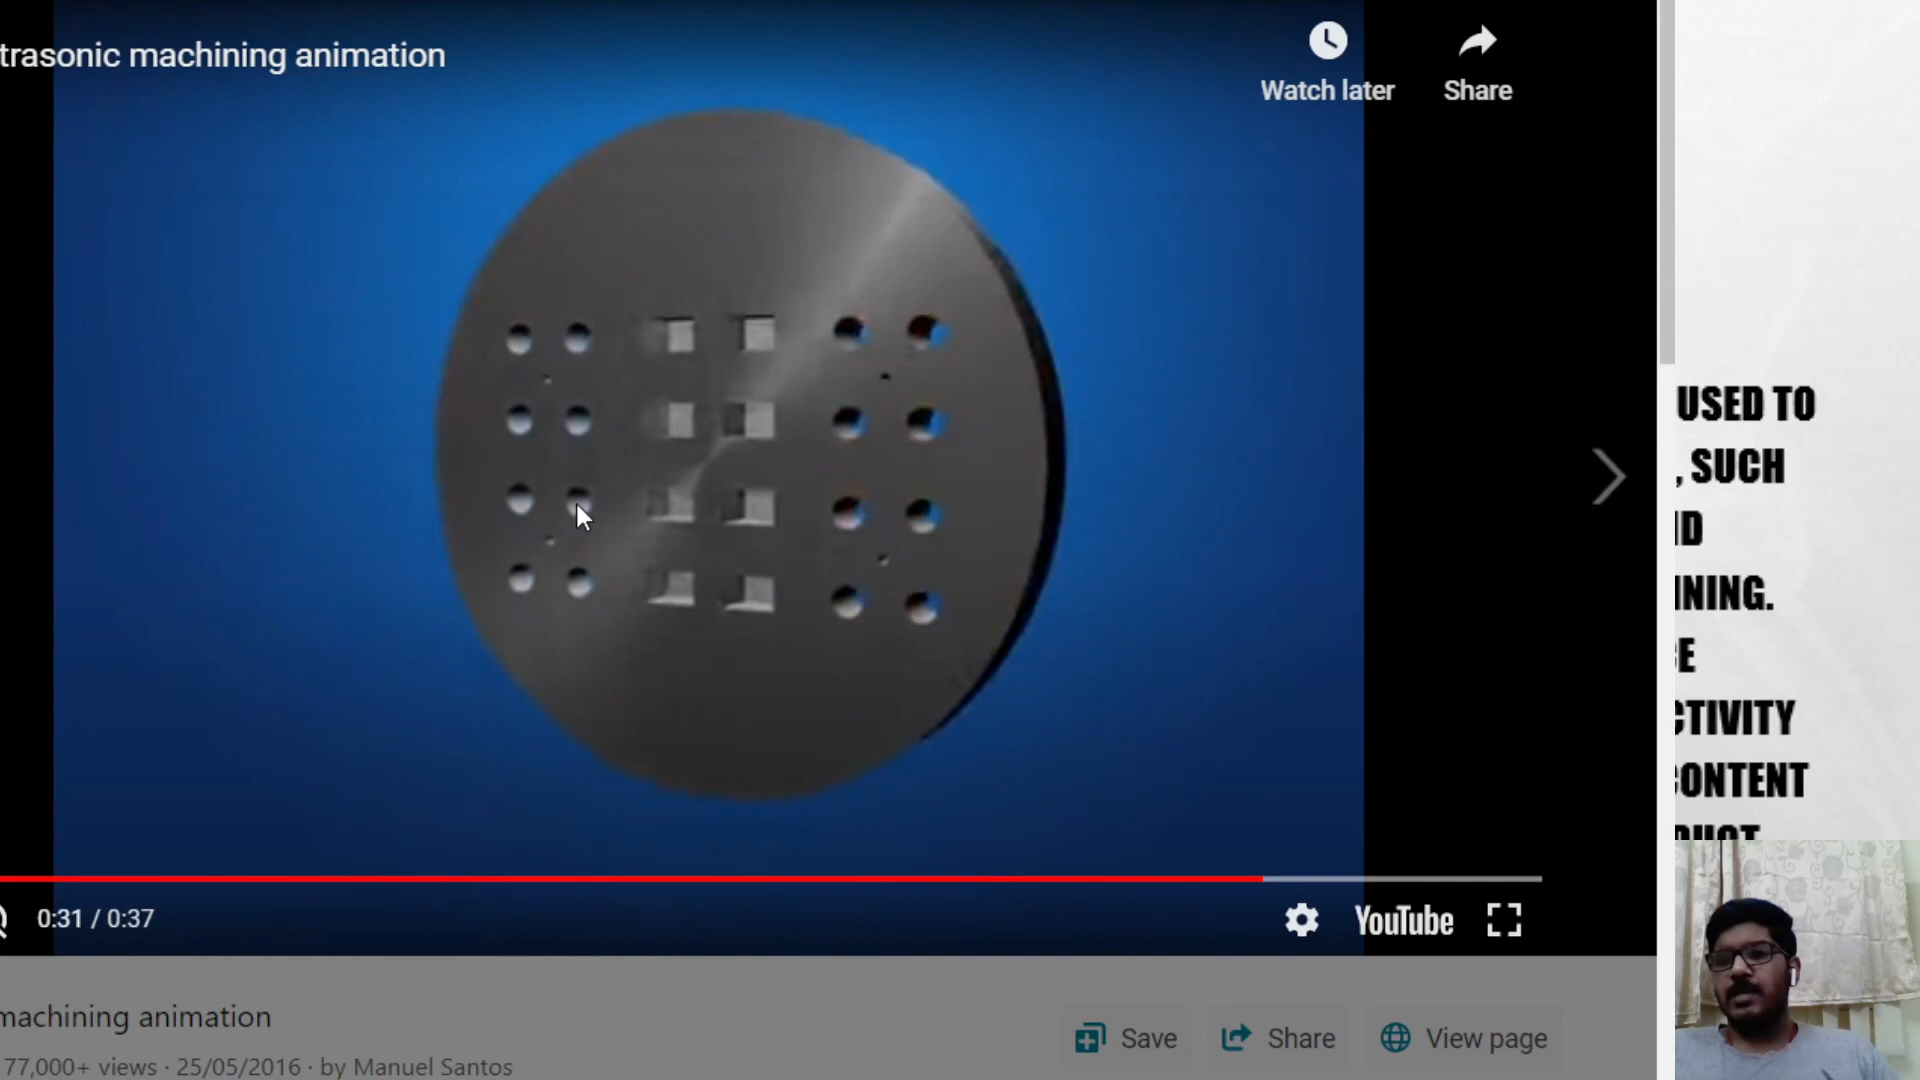 trasonic machining animation
Watch later
Share
USED TO
, SUCH
ID
NING.
E
CTIVITY
CONTENT
0:31 / 0:37
YouTube
machining animation
Save
Share
View page
77,000+ views · 25/05/2016 · by Manuel Santos